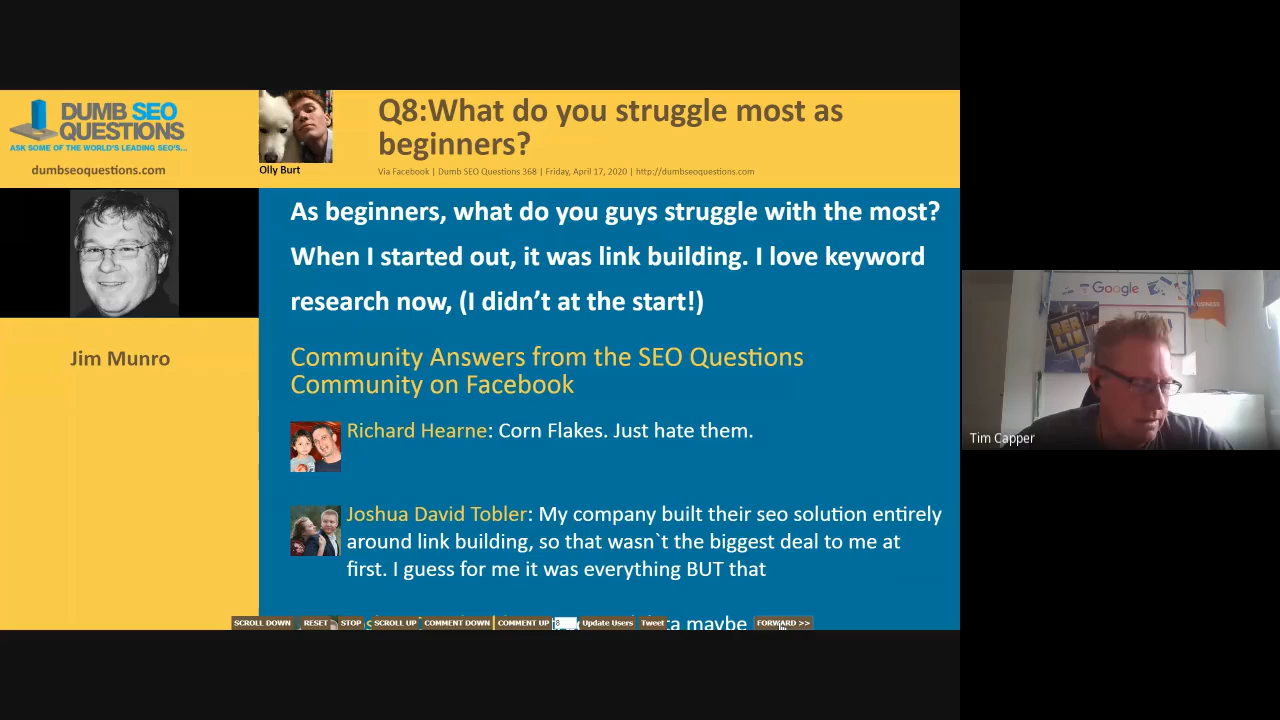 DUMB SEO
QUESTIONS
ASK SOME OF THE WORLD'S LEADING SEO'S...
dumbseoquestions.com
Olly Burt
Q8:What do you struggle most as
beginners?
Via Facebook | Dumb SEO Questions 368 | Friday, April 17, 2020 | http://dumbseoquestions.com
Jim Munro
As beginners, what do you guys struggle with the most?
When I started out, it was link building. I love keyword
research now, (I didn't at the start!)
Community Answers from the SEO Questions
Community on Facebook
Richard Hearne: Corn Flakes. Just hate them.
Joshua David Tobler: My company built their seo solution entirely
around link building, so that wasn`t the biggest deal to me at
first. I guess for me it was everything BUT that
maybe
SCROLL DOWN RESET STOP SCROLL UP COMMENT DOWN COMMENT UP 8 Update Users Tweet FORWARD >>
Google
Tim Capper